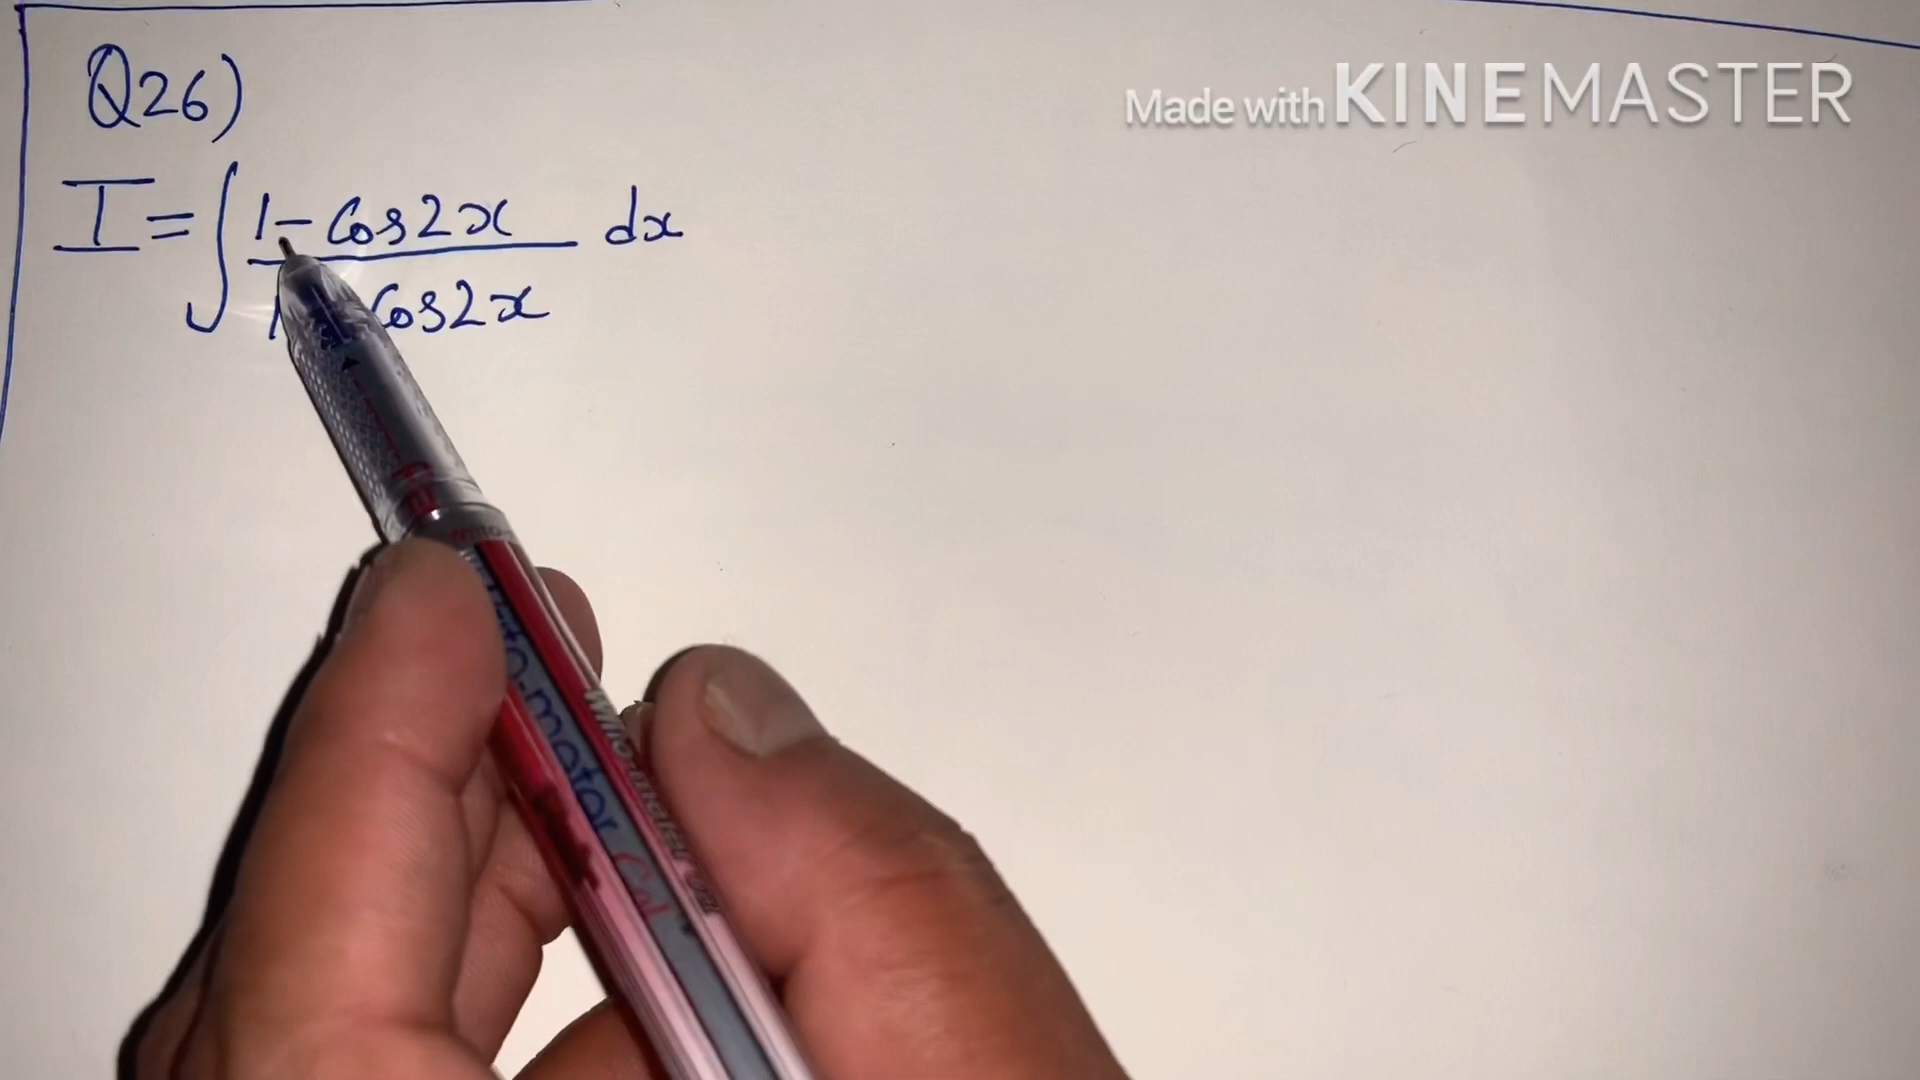 Q26)
Made with KINEMASTER
I = ∫ 1 - Cos2x dx
Cos2x